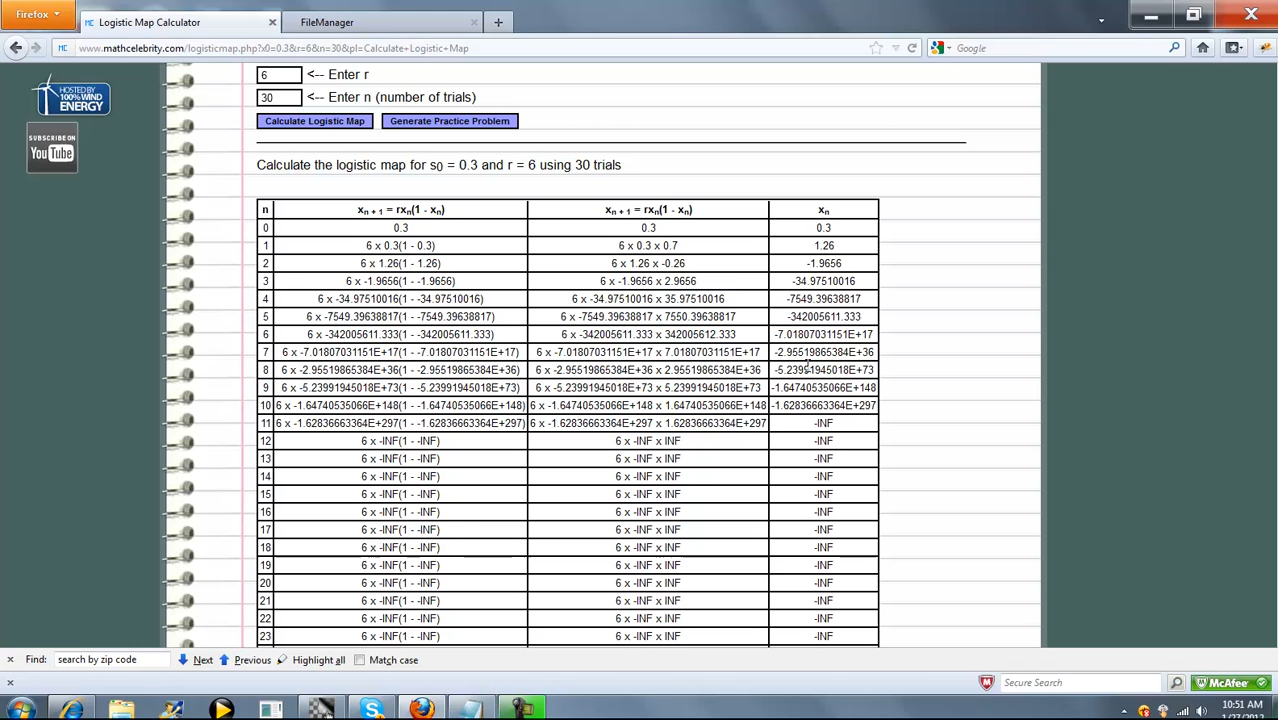 Firefox
Logistic Map Calculator
FileManager
www.mathcelebrity.com/logisticmap.php?x0=0.3&r=6&n=30&pl=Calculate+Logistic+Map
Google
HOSTED BY
100% WIND
ENERGY
SUBSCRIBE ON
YouTube
6 <-- Enter r
30 <-- Enter n (number of trials)
Calculate Logistic Map Generate Practice Problem
Calculate the logistic map for s0 = 0.3 and r = 6 using 30 trials
n xn + 1 = rxn(1 - xn) xn + 1 = rxn(1 - xn) xn
0 0.3 0.3 0.3
1 6 x 0.3(1 - 0.3) 6 x 0.3 x 0.7 1.26
2 6 x 1.26(1 - 1.26) 6 x 1.26 x -0.26 -1.9656
3 6 x -1.9656(1 - -1.9656) 6 x -1.9656 x 2.9656 -34.97510016
4 6 x -34.97510016(1 - -34.97510016) 6 x -34.97510016 x 35.97510016 -7549.39638817
5 6 x -7549.39638817(1 - -7549.39638817) 6 x -7549.39638817 x 7550.39638817 -342005611.333
6 6 x -342005611.333(1 - -342005611.333) 6 x -342005611.333 x 342005612.333 -7.01807031151E+17
7 6 x -7.01807031151E+17(1 - -7.01807031151E+17) 6 x -7.01807031151E+17 x 7.01807031151E+17 -2.95519865384E+36
8 6 x -2.95519865384E+36(1 - -2.95519865384E+36) 6 x -2.95519865384E+36 x 2.95519865384E+36 -5.23991945018E+73
9 6 x -5.23991945018E+73(1 - -5.23991945018E+73) 6 x -5.23991945018E+73 x 5.23991945018E+73 -1.64740535066E+148
10 6 x -1.64740535066E+148(1 - -1.64740535066E+148) 6 x -1.64740535066E+148 x 1.64740535066E+148 -1.62836663364E+297
11 6 x -1.62836663364E+297(1 - -1.62836663364E+297) 6 x -1.62836663364E+297 x 1.62836663364E+297 -INF
12 6 x -INF(1 - -INF) 6 x -INF x INF -INF
13 6 x -INF(1 - -INF) 6 x -INF x INF -INF
14 6 x -INF(1 - -INF) 6 x -INF x INF -INF
15 6 x -INF(1 - -INF) 6 x -INF x INF -INF
16 6 x -INF(1 - -INF) 6 x -INF x INF -INF
17 6 x -INF(1 - -INF) 6 x -INF x INF -INF
18 6 x -INF(1 - -INF) 6 x -INF x INF -INF
19 6 x -INF(1 - -INF) 6 x -INF x INF -INF
20 6 x -INF(1 - -INF) 6 x -INF x INF -INF
21 6 x -INF(1 - -INF) 6 x -INF x INF -INF
22 6 x -INF(1 - -INF) 6 x -INF x INF -INF
23 6 x -INF(1 - -INF) 6 x -INF x INF -INF
Find: search by zip code Next Previous Highlight all Match case
Secure Search McAfee
10:51 AM
1/27/2012